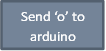 Send ‘o’ to
arduino